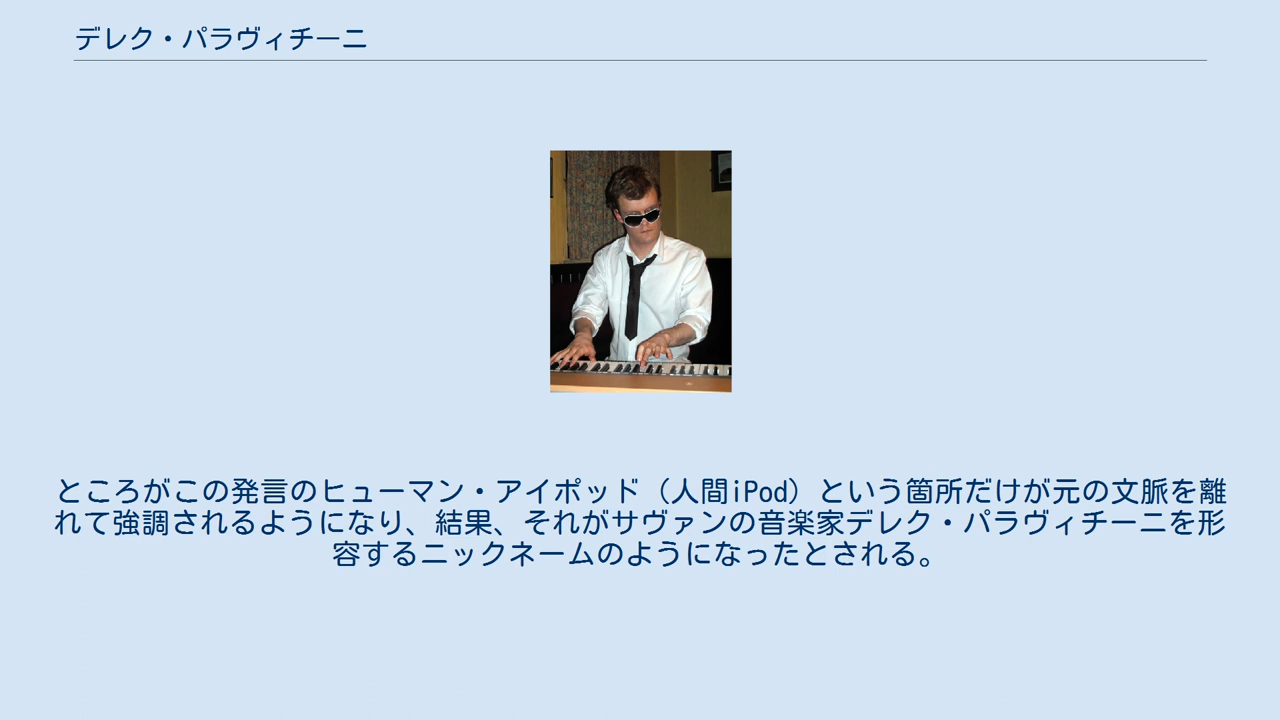 デレク・パラヴィチーニ
ところがこの発言のヒューマン・アイポッド（人間iPod）という箇所だけが元の文脈を離
れて強調されるようになり、結果、それがサヴァンの音楽家デレク・パラヴィチーニを形
容するニックネームのようになったとされる。